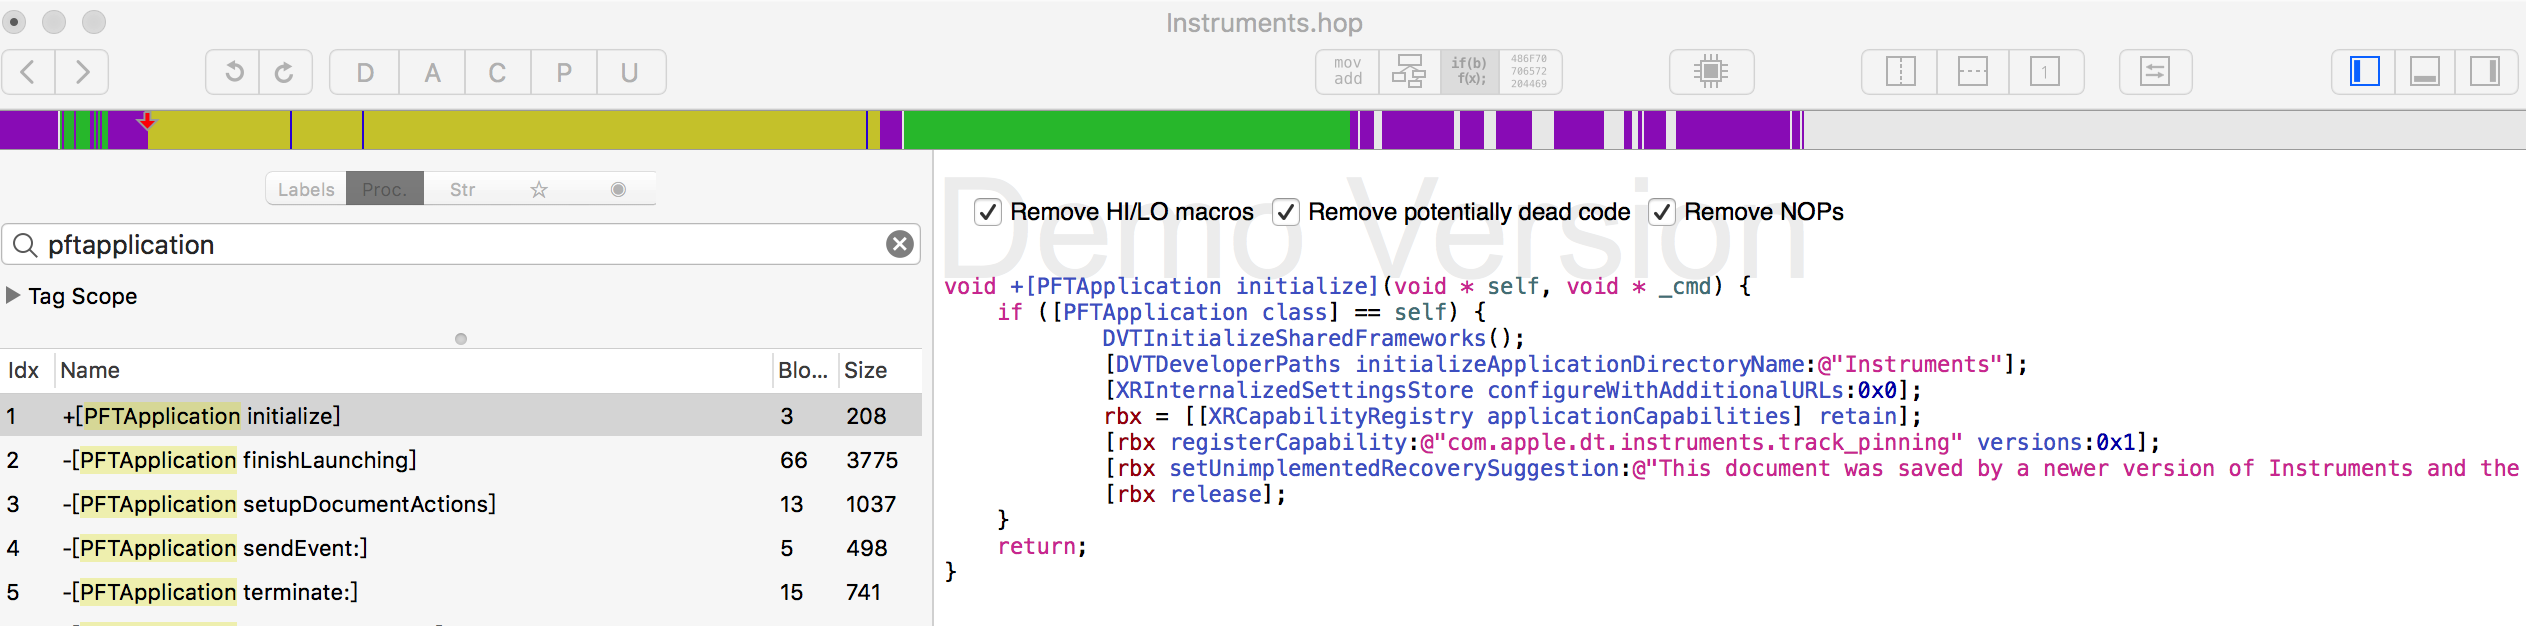 Instruments.hop
D A C P U
mov
add
if(b)
f(x);
486F70
706572
204469
1
Labels Proc. Str
Demo Version
Remove HI/LO macros Remove potentially dead code Remove NOPs
pftapplication
Tag Scope
Idx Name Blo... Size
1 +[PFTApplication initialize] 3 208
2 -[PFTApplication finishLaunching] 66 3775
3 -[PFTApplication setupDocumentActions] 13 1037
4 -[PFTApplication sendEvent:] 5 498
5 -[PFTApplication terminate:] 15 741
void +[PFTApplication initialize](void * self, void * _cmd) {
if ([PFTApplication class] == self) {
DVTInitializeSharedFrameworks();
[DVTDeveloperPaths initializeApplicationDirectoryName:@"Instruments"];
[XRInternalizedSettingsStore configureWithAdditionalURLs:0x0];
rbx = [[XRCapabilityRegistry applicationCapabilities] retain];
[rbx registerCapability:@"com.apple.dt.instruments.track_pinning" versions:0x1];
[rbx setUnimplementedRecoverySuggestion:@"This document was saved by a newer version of Instruments and the
[rbx release];
}
return;
}